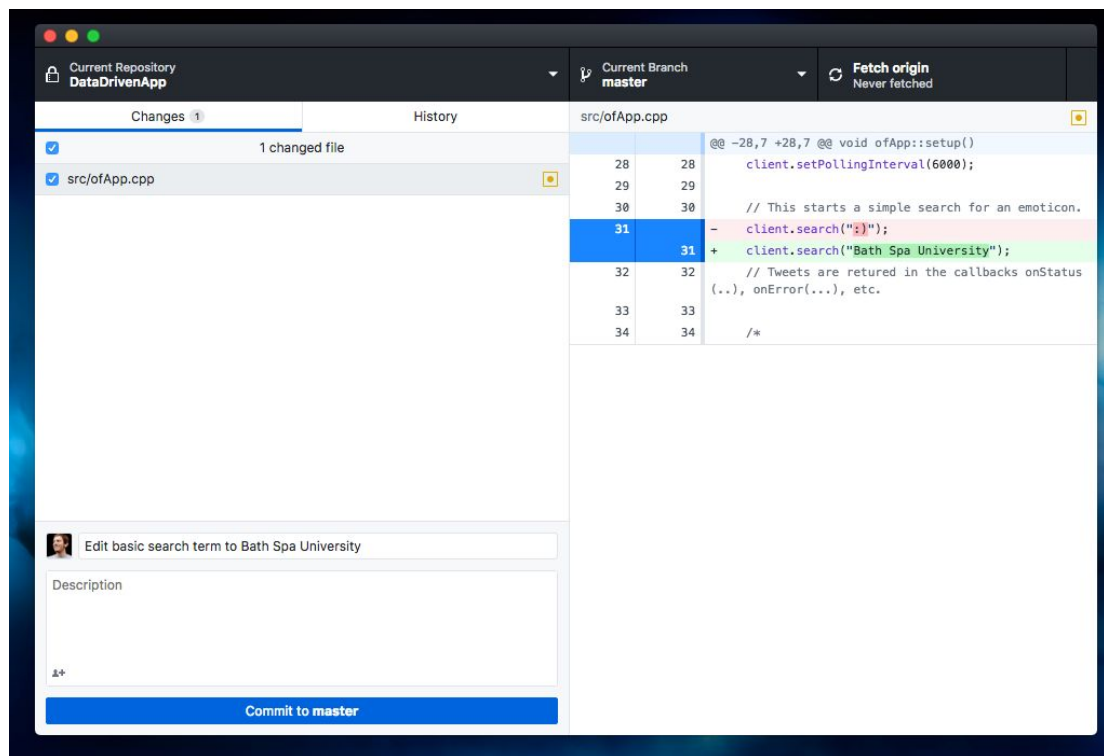 Current Repository
DataDrivenApp
Current Branch
master
Fetch origin
Never fetched
Changes 1
History
1 changed file
src/ofApp.cpp
src/ofApp.cpp
@@ -28,7 +28,7 @@ void ofApp::setup()
28 28 client.setPollingInterval(6000);
29 29
30 30 // This starts a simple search for an emoticon.
31 - client.search(":)");
31 + client.search("Bath Spa University");
32 32 // Tweets are retured in the callbacks onStatus
(..), onError(...), etc.
33 33
34 34 /*
Edit basic search term to Bath Spa University
Description
Commit to master